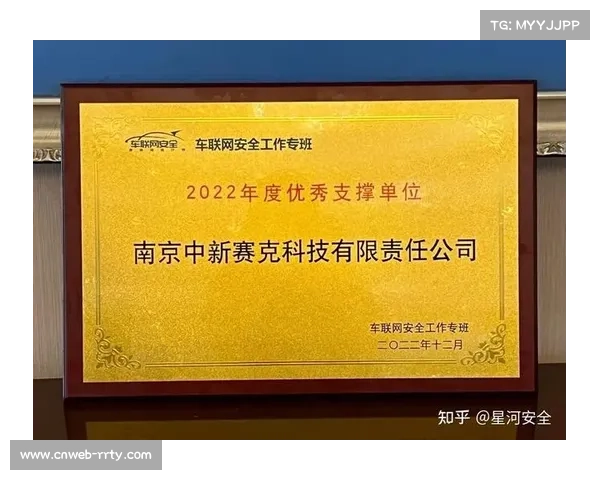 TG: MYYJJPP
车联网安全
车联网安全工作专班
2022年度优秀支撑单位
南京中新赛克科技有限责任公司
车联网安全工作专班
二〇二二年十二月
知乎 @星河安全
www.cnweb-rrty.com